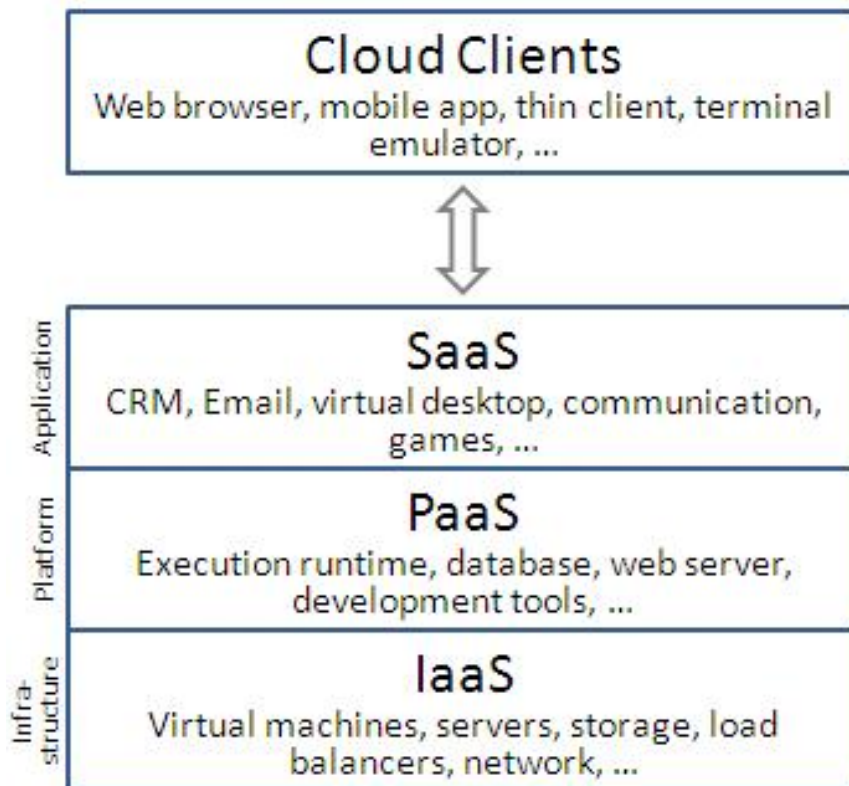 Cloud Clients
Web browser, mobile app, thin client, terminal
emulator, ...
Application
SaaS
CRM, Email, virtual desktop, communication,
games, ...
Platform
PaaS
Execution runtime, database, web server,
development tools, ...
Infra-
structure
IaaS
Virtual machines, servers, storage, load
balancers, network, ...